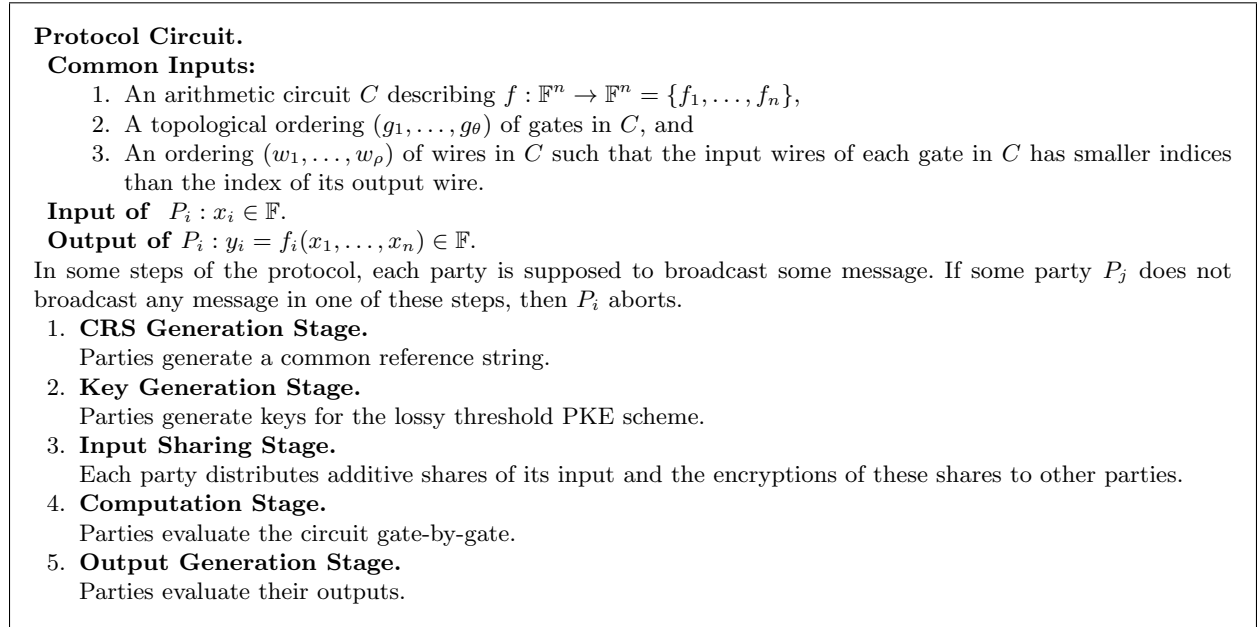 Protocol Circuit.
Common Inputs:
1. An arithmetic circuit C describing f : 𝔽ⁿ → 𝔽ⁿ = {f₁, . . . , fₙ},
2. A topological ordering (g₁, . . . , g_θ) of gates in C, and
3. An ordering (w₁, . . . , w_ρ) of wires in C such that the input wires of each gate in C has smaller indices
than the index of its output wire.
Input of Pᵢ : xᵢ ∈ 𝔽.
Output of Pᵢ : yᵢ = fᵢ(x₁, . . . , xₙ) ∈ 𝔽.
In some steps of the protocol, each party is supposed to broadcast some message. If some party Pⱼ does not
broadcast any message in one of these steps, then Pᵢ aborts.
1. CRS Generation Stage.
Parties generate a common reference string.
2. Key Generation Stage.
Parties generate keys for the lossy threshold PKE scheme.
3. Input Sharing Stage.
Each party distributes additive shares of its input and the encryptions of these shares to other parties.
4. Computation Stage.
Parties evaluate the circuit gate-by-gate.
5. Output Generation Stage.
Parties evaluate their outputs.